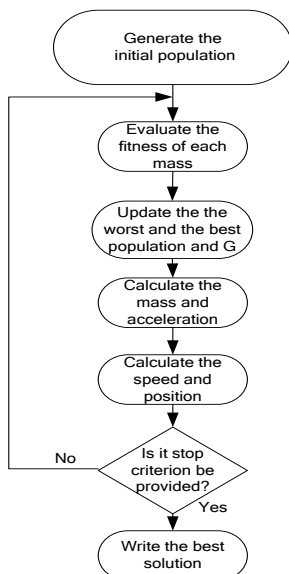 Generate the
initial population
Evaluate the
fitness of each
mass
Update the the
worst and the best
population and G
Calculate the
mass and
acceleration
Calculate the
speed and
position
Is it stop
criterion be
provided?
No
Yes
Write the best
solution